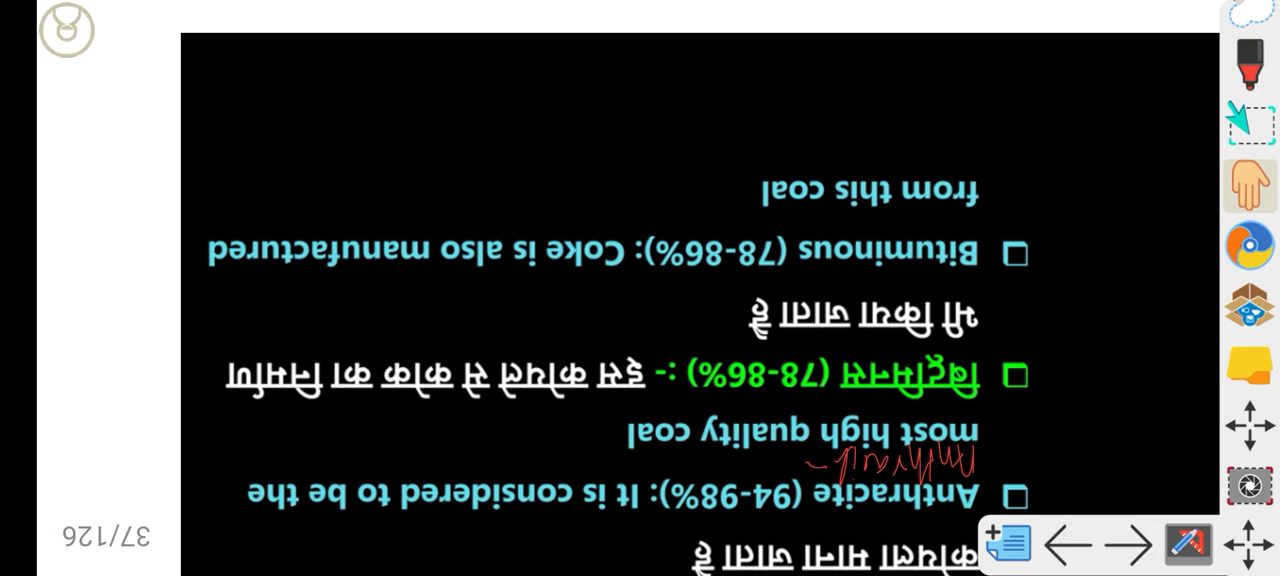 कोयला माना जाता है
Anthracite (94-98%): It is considered to be the
most high quality coal
बिटुमिनस (78-86%) :- इस कोयले से कोक का निर्माण
भी किया जाता है
Bituminous (78-86%): Coke is also manufactured
from this coal
37/126